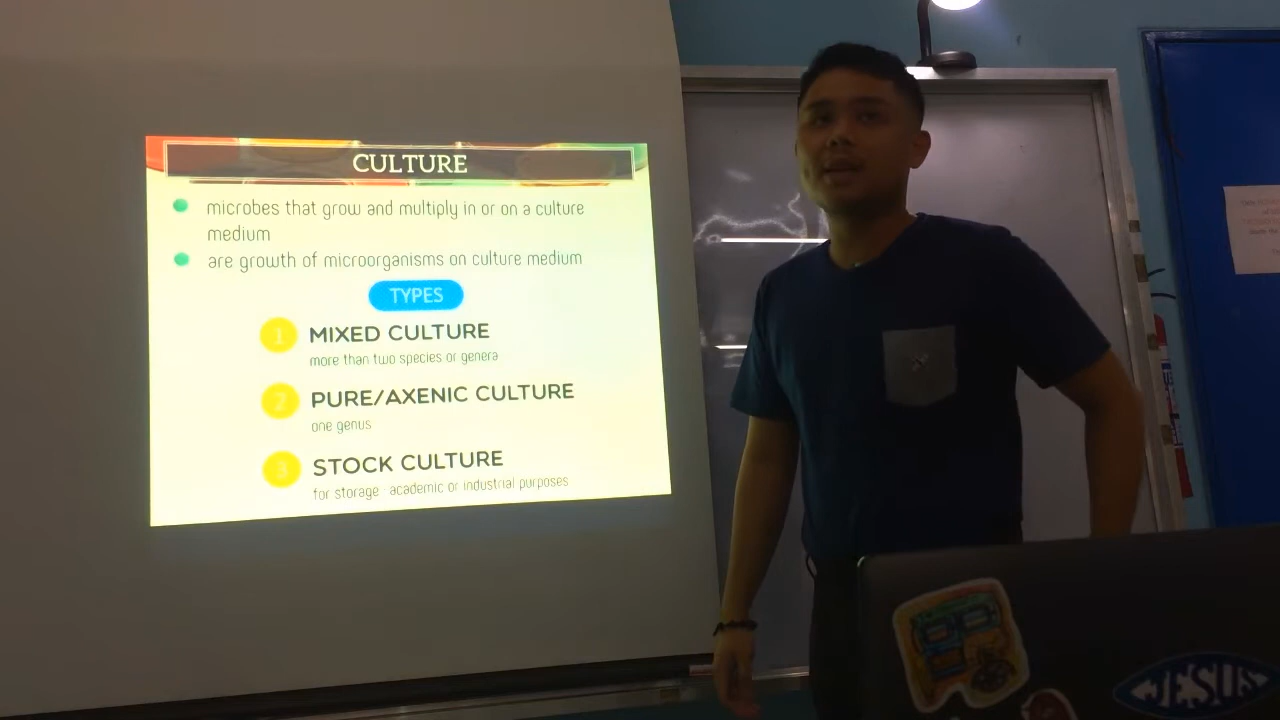 CULTURE
microbes that grow and multiply in or on a culture
medium
are growth of microorganisms on culture medium
TYPES
1 MIXED CULTURE
more than two species or genera
2 PURE/AXENIC CULTURE
one genus
3 STOCK CULTURE
for storage academic or industrial purposes
JESUS